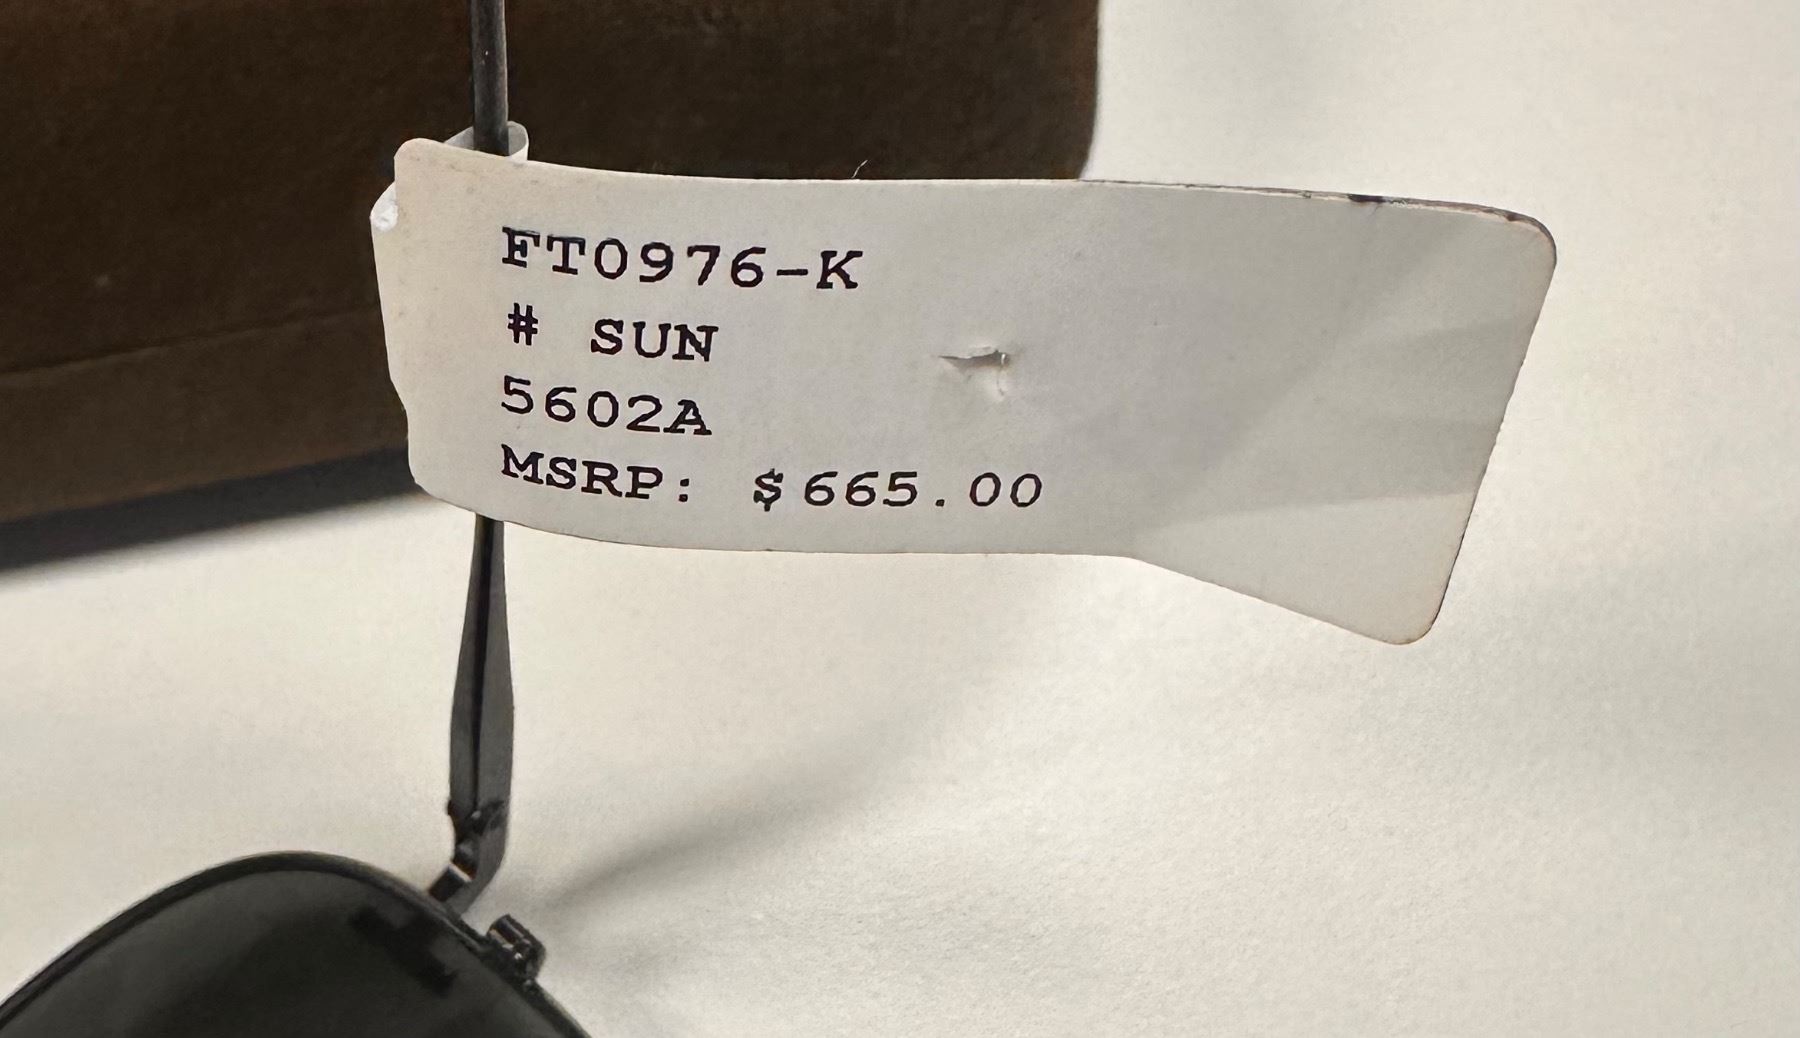 FT0976-K
# SUN
5602A
MSRP: $665.00